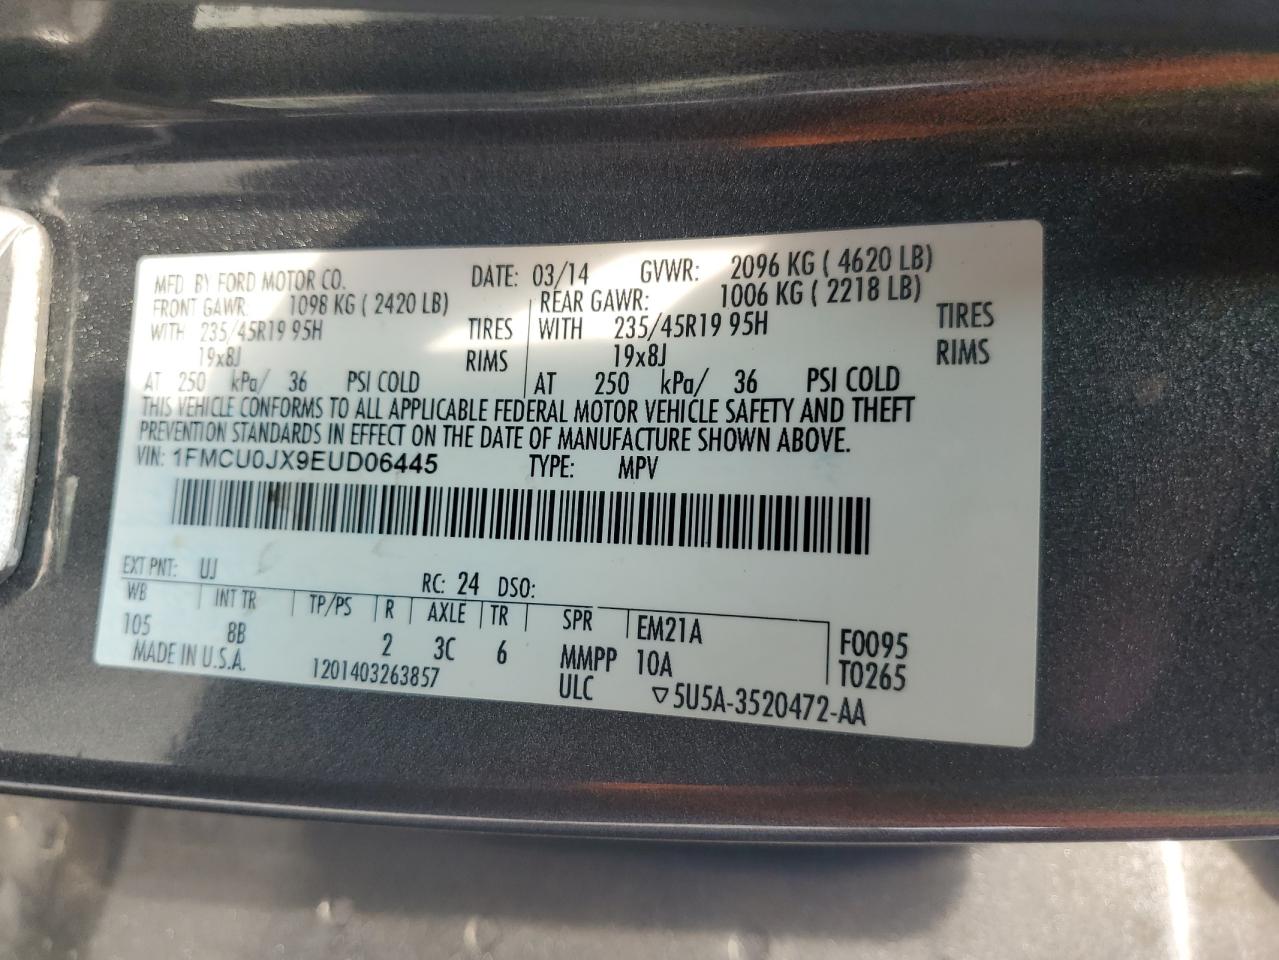 MFD. BY FORD MOTOR CO. DATE: 03/14 GVWR: 2096 KG ( 4620 LB)
FRONT GAWR: 1098 KG ( 2420 LB) REAR GAWR: 1006 KG ( 2218 LB)
WITH 235/45R19 95H TIRES WITH 235/45R19 95H TIRES
19x8J RIMS 19x8J RIMS
AT 250 kPa/ 36 PSI COLD AT 250 kPa/ 36 PSI COLD
THIS VEHICLE CONFORMS TO ALL APPLICABLE FEDERAL MOTOR VEHICLE SAFETY AND THEFT
PREVENTION STANDARDS IN EFFECT ON THE DATE OF MANUFACTURE SHOWN ABOVE.
VIN: 1FMCU0JX9EUD06445 TYPE: MPV
EXT PNT: UJ RC: 24 DSO:
WB INT TR TP/PS R AXLE TR SPR EM21A F0095
105 8B 2 3C 6 MMPP 10A T0265
MADE IN U.S.A. 1201403263857 ULC ▽5U5A-3520472-AA